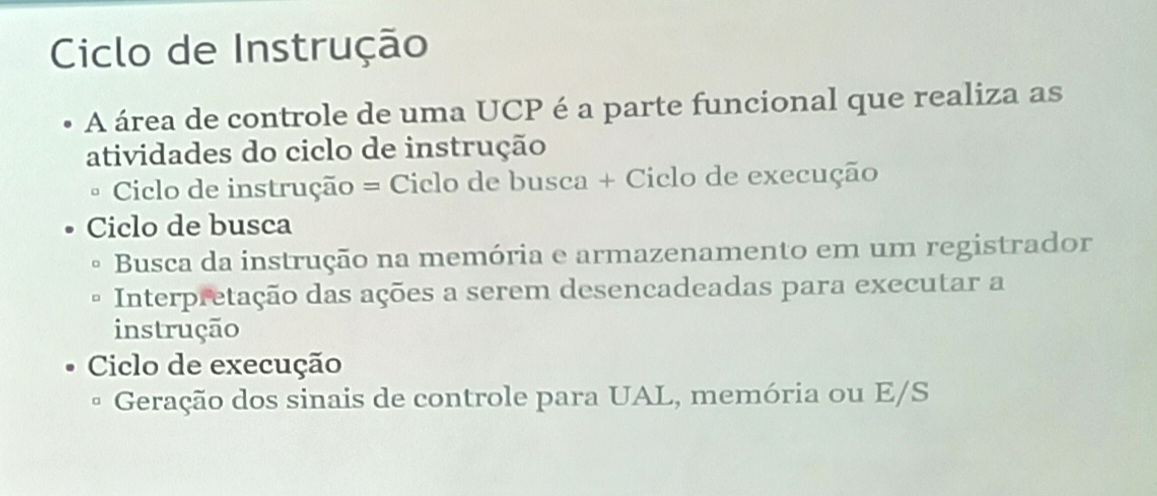 Ciclo de Instrução
• A área de controle de uma UCP é a parte funcional que realiza as
atividades do ciclo de instrução
▫ Ciclo de instrução = Ciclo de busca + Ciclo de execução
• Ciclo de busca
▫ Busca da instrução na memória e armazenamento em um registrador
▫ Interpretação das ações a serem desencadeadas para executar a
instrução
• Ciclo de execução
▫ Geração dos sinais de controle para UAL, memória ou E/S